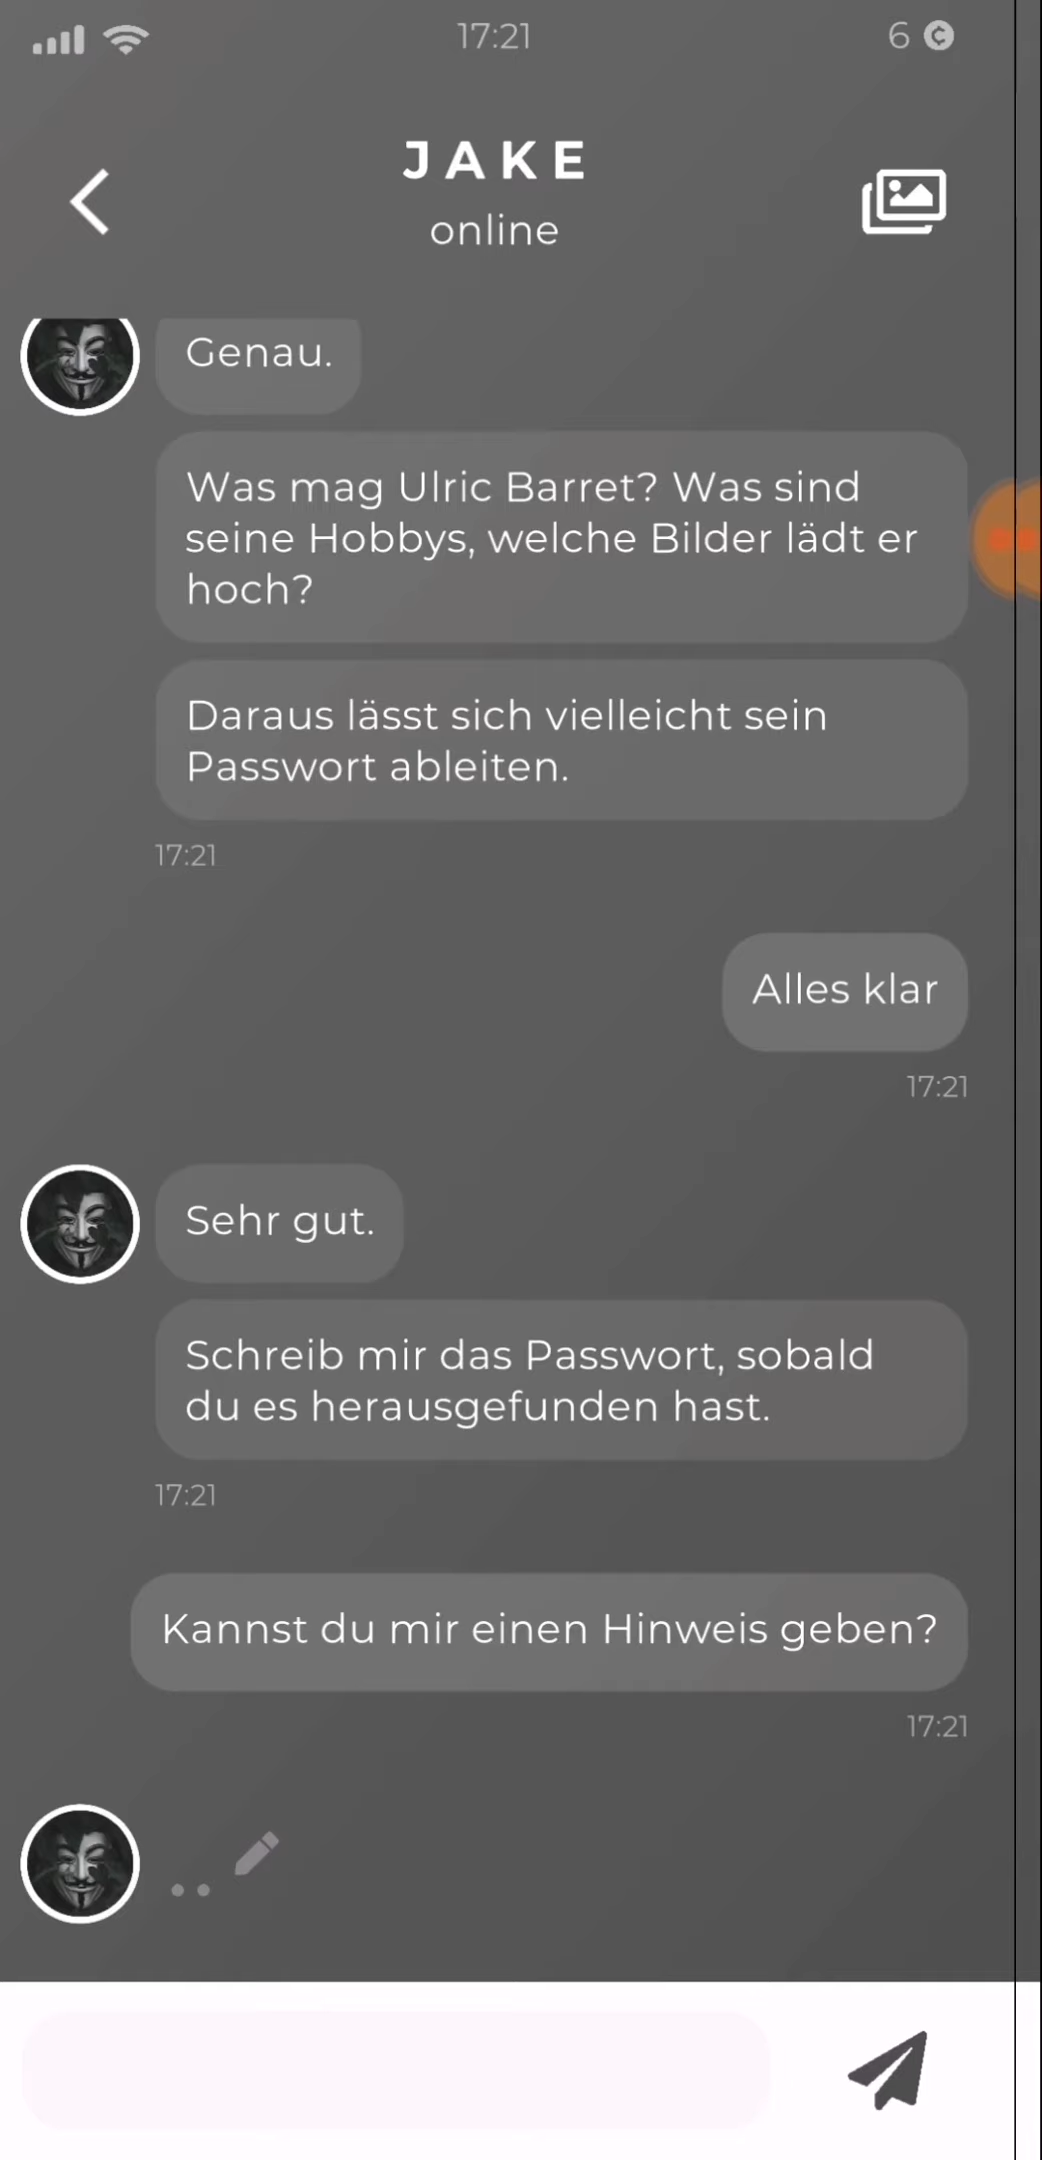 17:21
6
JAKE
online
Genau.
Was mag Ulric Barret? Was sind
seine Hobbys, welche Bilder lädt er
hoch?
Daraus lässt sich vielleicht sein
Passwort ableiten.
17:21
Alles klar
17:21
Sehr gut.
Schreib mir das Passwort, sobald
du es herausgefunden hast.
17:21
Kannst du mir einen Hinweis geben?
17:21